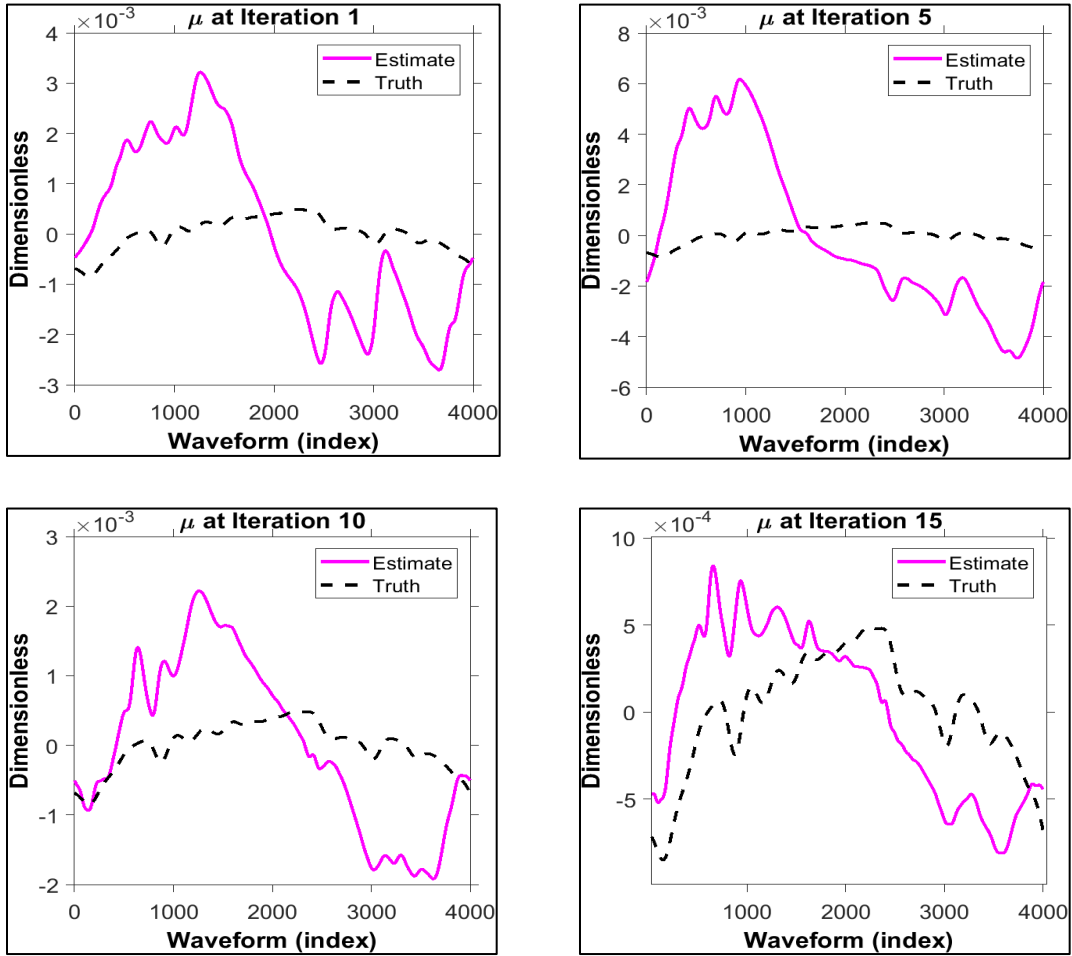 μ at Iteration 1
×10⁻³
Estimate
Truth
4
3
2
1
0
-1
-2
-3
Dimensionless
0 1000 2000 3000 4000
Waveform (index)
μ at Iteration 5
×10⁻³
Estimate
Truth
8
6
4
2
0
-2
-4
-6
Dimensionless
0 1000 2000 3000 4000
Waveform (index)
μ at Iteration 10
×10⁻³
Estimate
Truth
3
2
1
0
-1
-2
Dimensionless
0 1000 2000 3000 4000
Waveform (index)
μ at Iteration 15
×10⁻⁴
Estimate
Truth
10
5
0
-5
Dimensionless
1000 2000 3000 4000
Waveform (index)